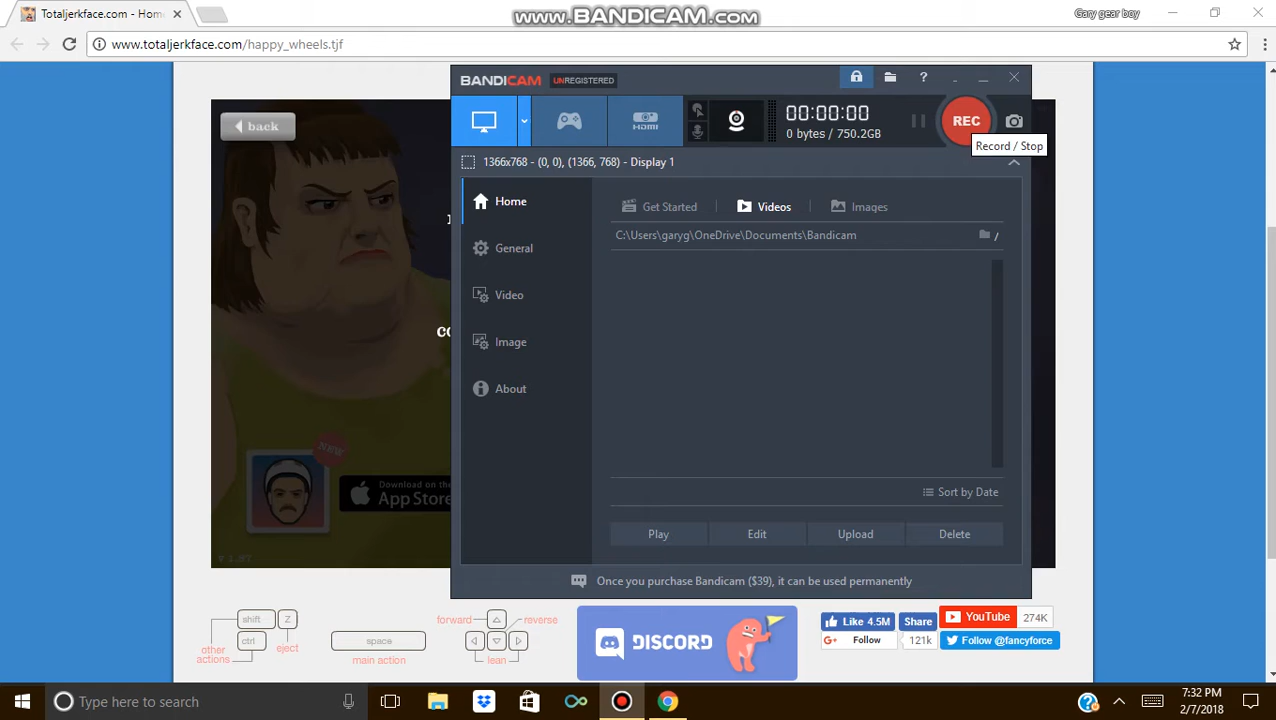 Totaljerkface.com - Hom
www.BANDICAM.com
Gary gear boy
www.totaljerkface.com/happy_wheels.tjf
back
BANDICAM UNREGISTERED
?
HDMI
00:00:00
0 bytes / 750.2GB
REC
Record / Stop
1366x768 - (0, 0), (1366, 768) - Display 1
Home
General
Video
Image
About
Get Started
Videos
Images
C:\Users\garyg\OneDrive\Documents\Bandicam
/
Sort by Date
Play
Edit
Upload
Delete
Once you purchase Bandicam ($39), it can be used permanently
NEW
Download on the
App Store
v 1.87
shift
Z
ctrl
eject
other
actions
space
main action
forward
reverse
lean
DISCORD
Like 4.5M
Share
YouTube
274K
G+ Follow
121k
Follow @fancyforce
Type here to search
7:32 PM
2/7/2018